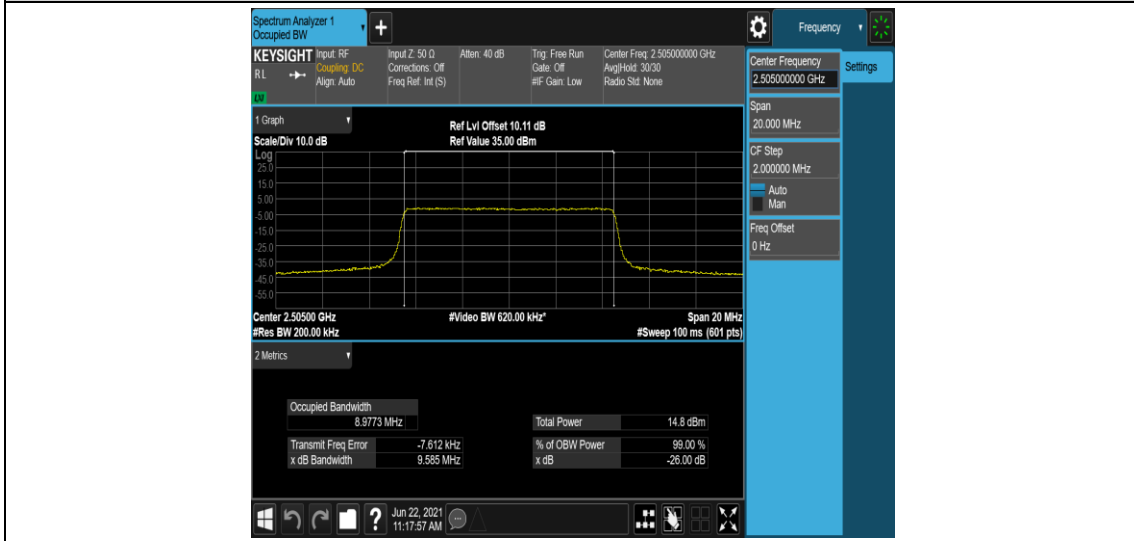 Spectrum Analyzer 1
Occupied BW
+
Frequency
KEYSIGHT
RL
Input: RF
Coupling: DC
Align: Auto
Input Z: 50 Ω
Corrections: Off
Freq Ref: Int (S)
Atten: 40 dB
Trig: Free Run
Gate: Off
#IF Gain: Low
Center Freq: 2.505000000 GHz
Avg|Hold: 30/30
Radio Std: None
Center Frequency
2.505000000 GHz
Settings
Span
20.000 MHz
CF Step
2.000000 MHz
Auto
Man
Freq Offset
0 Hz
1 Graph
Scale/Div 10.0 dB
Ref Lvl Offset 10.11 dB
Ref Value 35.00 dBm
Log
25.0
15.0
5.00
-5.00
-15.0
-25.0
-35.0
-45.0
-55.0
Center 2.50500 GHz
#Video BW 620.00 kHz*
Span 20 MHz
#Res BW 200.00 kHz
#Sweep 100 ms (601 pts)
2 Metrics
Occupied Bandwidth
8.9773 MHz
Total Power 14.8 dBm
Transmit Freq Error -7.612 kHz
% of OBW Power 99.00 %
x dB Bandwidth 9.585 MHz
x dB -26.00 dB
?
Jun 22, 2021
11:17:57 AM